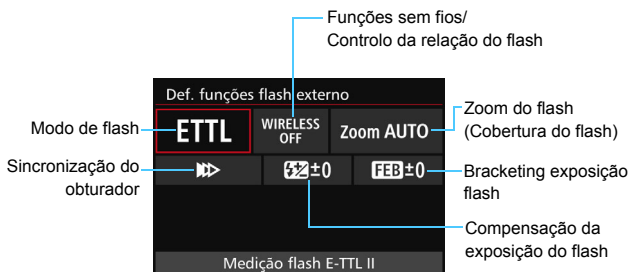 Funções sem fios/
Controlo da relação do flash
Def. funções flash externo
Modo de flash
ETTL
WIRELESS
OFF
Zoom AUTO
Zoom do flash
(Cobertura do flash)
Sincronização do
obturador
±0
FEB±0
Bracketing exposição
flash
Compensação da
exposição do flash
Medição flash E-TTL II